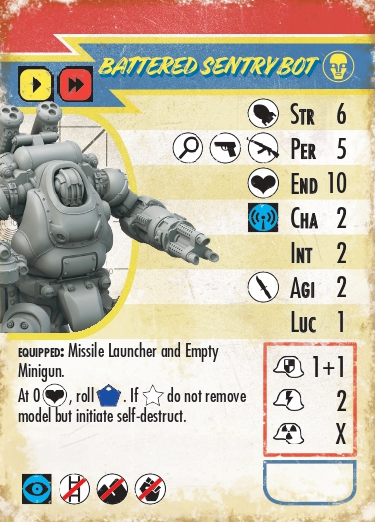 BATTERED SENTRY BOT
STR 6
PER 5
END 10
CHA 2
INT 2
AGI 2
LUC 1
EQUIPPED: Missile Launcher and Empty
Minigun.
At 0 , roll . If do not remove
model but initiate self-destruct.
1+1
2
X